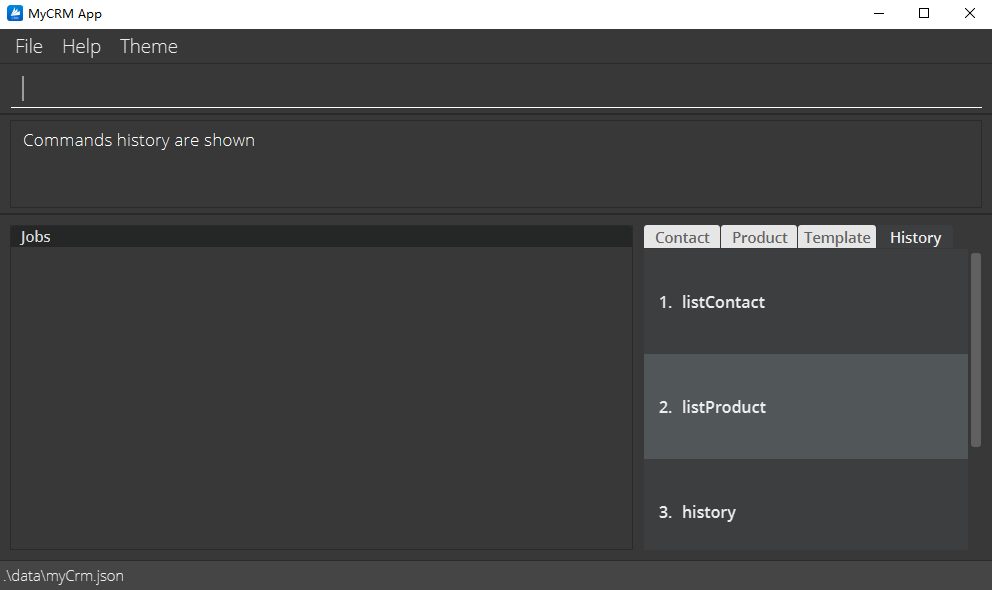 MyCRM App
File Help Theme
Commands history are shown
Jobs
Contact Product Template History
1. listContact
2. listProduct
3. history
.\data\myCrm.json